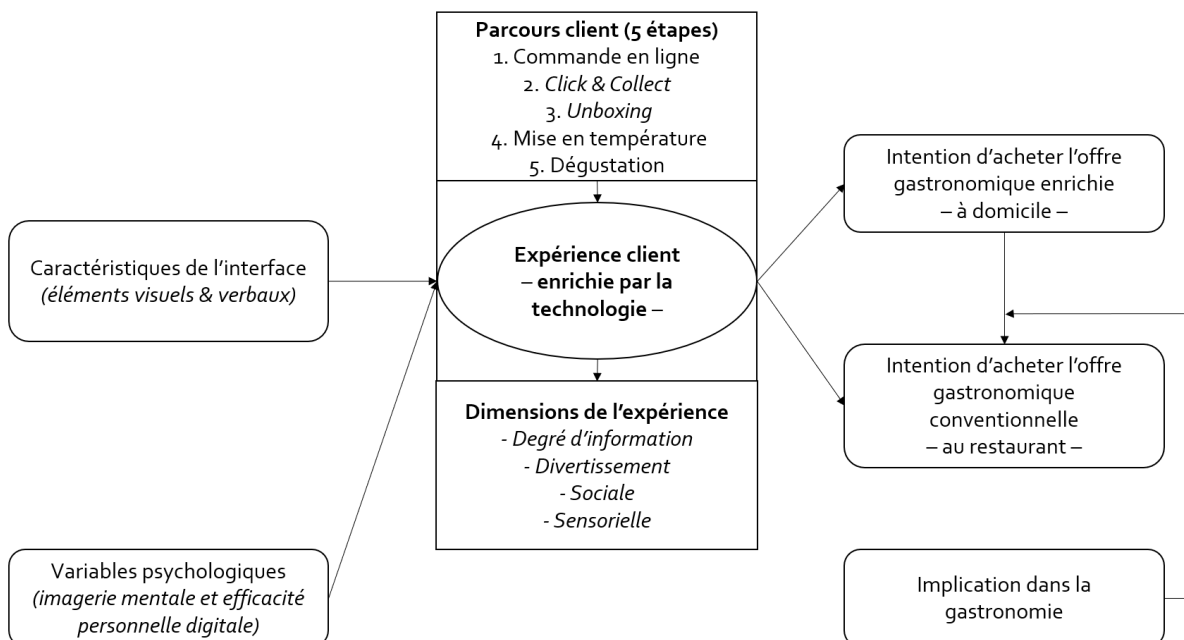 Parcours client (5 étapes)
1. Commande en ligne
2. Click & Collect
3. Unboxing
4. Mise en température
5. Dégustation
Caractéristiques de l’interface
(éléments visuels & verbaux)
Expérience client
– enrichie par la
technologie –
Intention d’acheter l’offre
gastronomique enrichie
– à domicile –
Intention d’acheter l’offre
gastronomique
conventionnelle
– au restaurant –
Dimensions de l’expérience
- Degré d’information
- Divertissement
- Sociale
- Sensorielle
Variables psychologiques
(imagerie mentale et efficacité
personnelle digitale)
Implication dans la
gastronomie